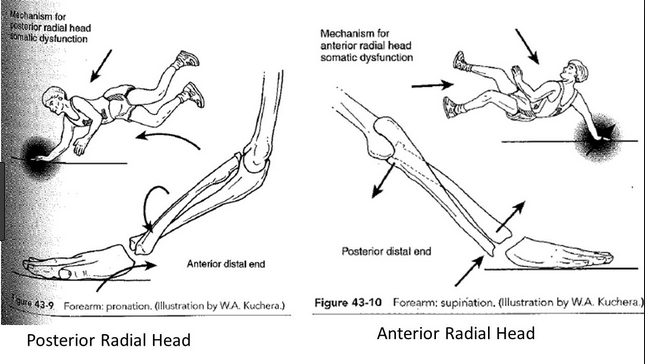 Mechanism for
posterior radial head
somatic dysfunction
Anterior distal end
Figure 43-9 Forearm: pronation. (Illustration by W.A. Kuchera.)
Posterior Radial Head
Mechanism for
anterior radial head
somatic dysfunction
Posterior distal end
Figure 43-10 Forearm: supination. (Illustration by W.A. Kuchera.)
Anterior Radial Head